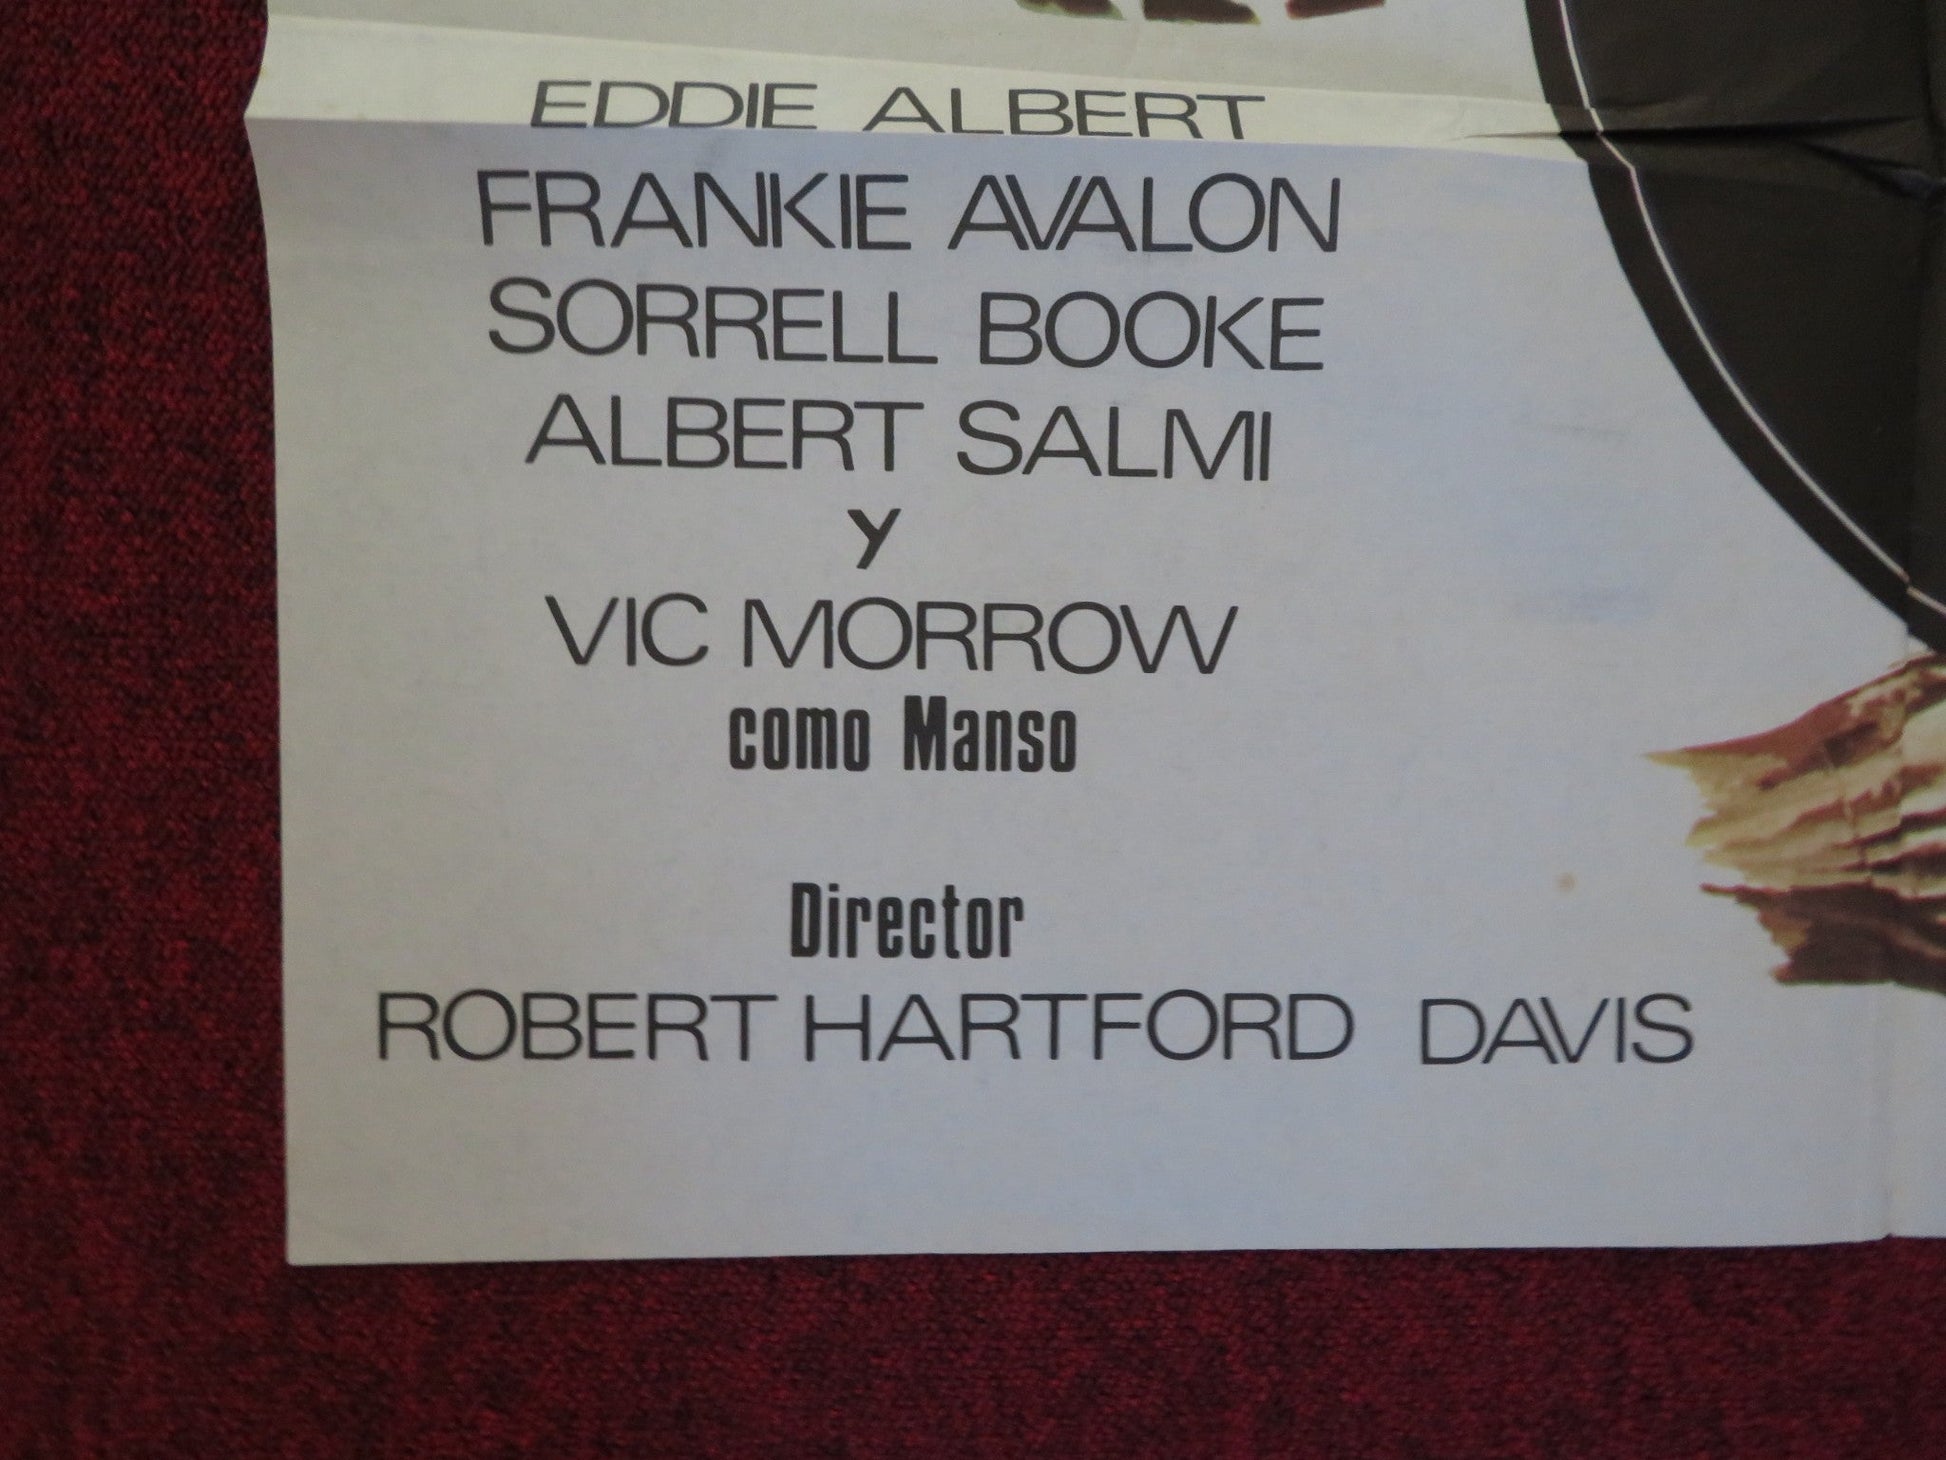 EDDIE ALBERT
FRANKIE AVALON
SORRELL BOOKE
ALBERT SALMI
y
VIC MORROW
como Manso
Director
ROBERT HARTFORD DAVIS